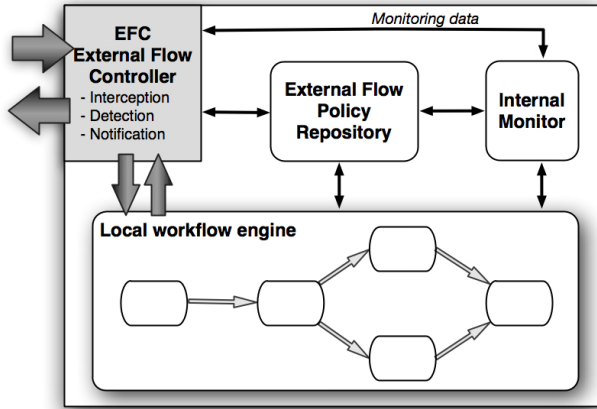 Monitoring data
EFC
External Flow
Controller
- Interception
- Detection
- Notification
External Flow
Policy
Repository
Internal
Monitor
Local workflow engine